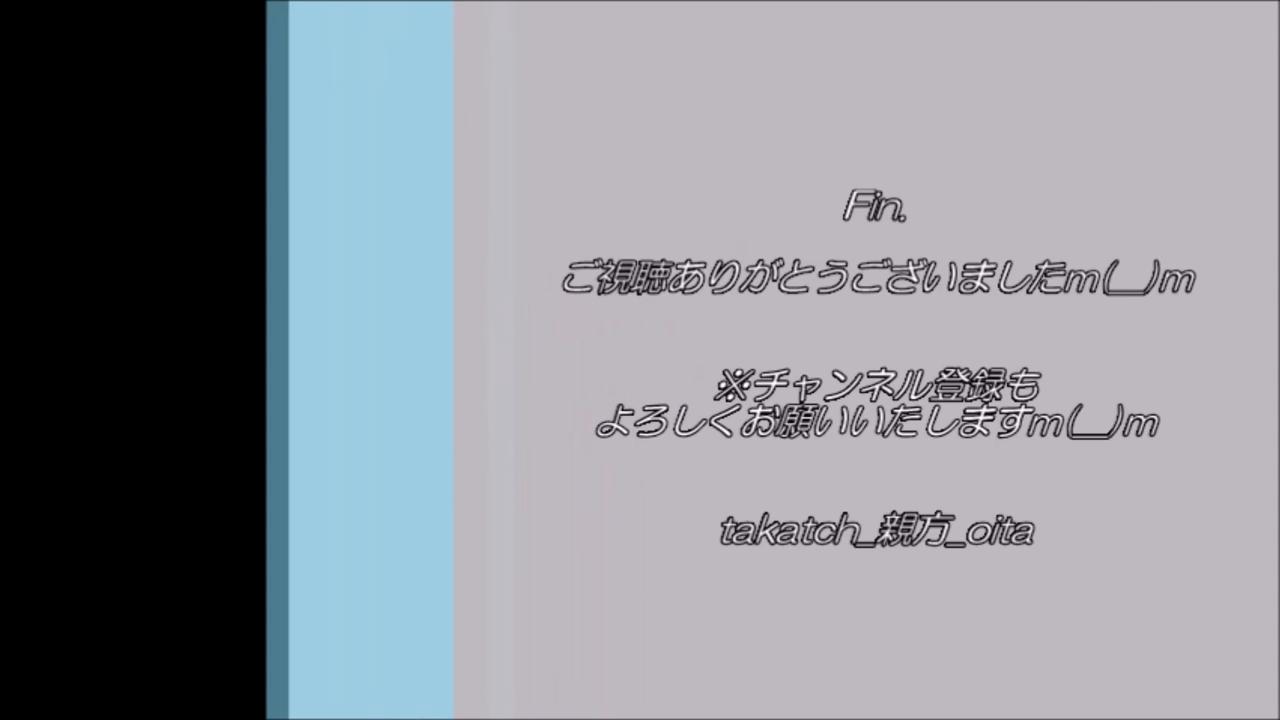 Fin.
ご視聴ありがとうございましたm(__)m
※チャンネル登録も
よろしくお願いいたしますm(__)m
takatch_親方_oita